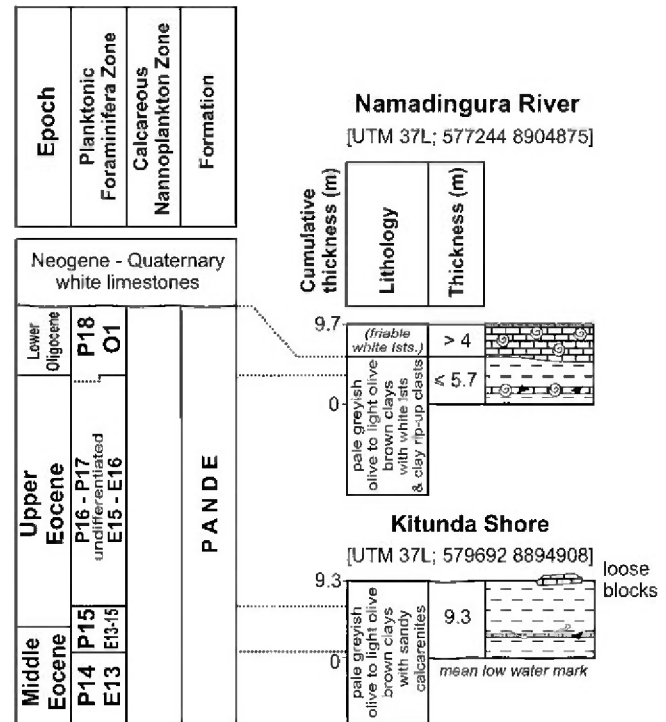 Epoch
Planktonic
Foraminifera Zone
Calcareous
Nannoplankton Zone
Formation
Neogene - Quaternary
white limestones
Lower
Oligocene
P18
O1
Upper
Eocene
P16 - P17
undifferentiated
E15 - E16
P15
E13-15
Middle
Eocene
P14
E13
PANDE
Namadingura River
[UTM 37L; 577244 8904875]
Cumulative
thickness (m)
Lithology
Thickness (m)
9.7
(friable
white lsts.)
> 4
0
pale greyish
olive to light olive
brown clays
with white lsts
& clay rip-up clasts
≤ 5.7
Kitunda Shore
[UTM 37L; 579692 8894908]
loose
blocks
9.3
0
pale greyish
olive to light olive
brown clays
with sandy
calcarenites
9.3
mean low water mark